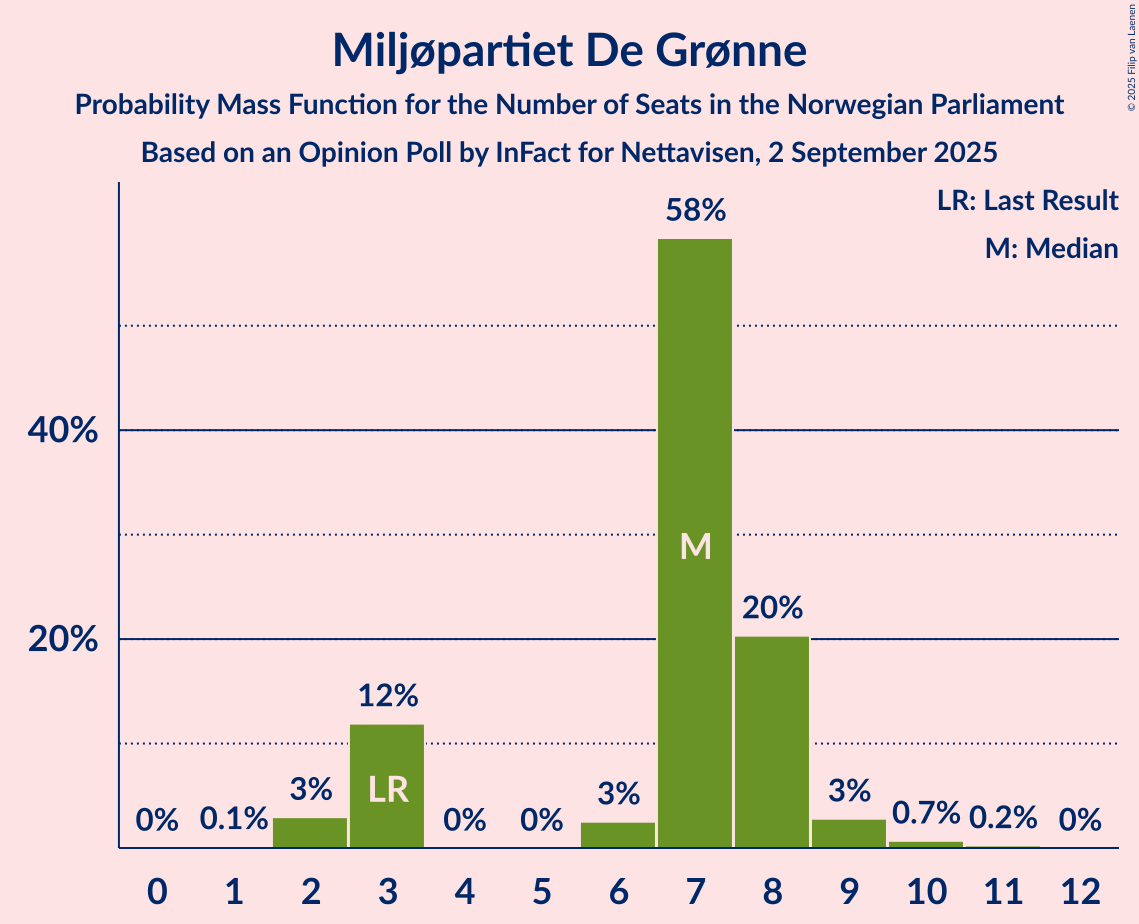 Miljøpartiet De Grønne
Probability Mass Function for the Number of Seats in the Norwegian Parliament
Based on an Opinion Poll by InFact for Nettavisen, 2 September 2025
© 2025 Filip van Laenen
LR: Last Result
M: Median
58%
40%
M
20%
20%
12%
LR
0% 0.1% 3% 0% 0% 3% 3% 0.7% 0.2% 0%
0 1 2 3 4 5 6 7 8 9 10 11 12